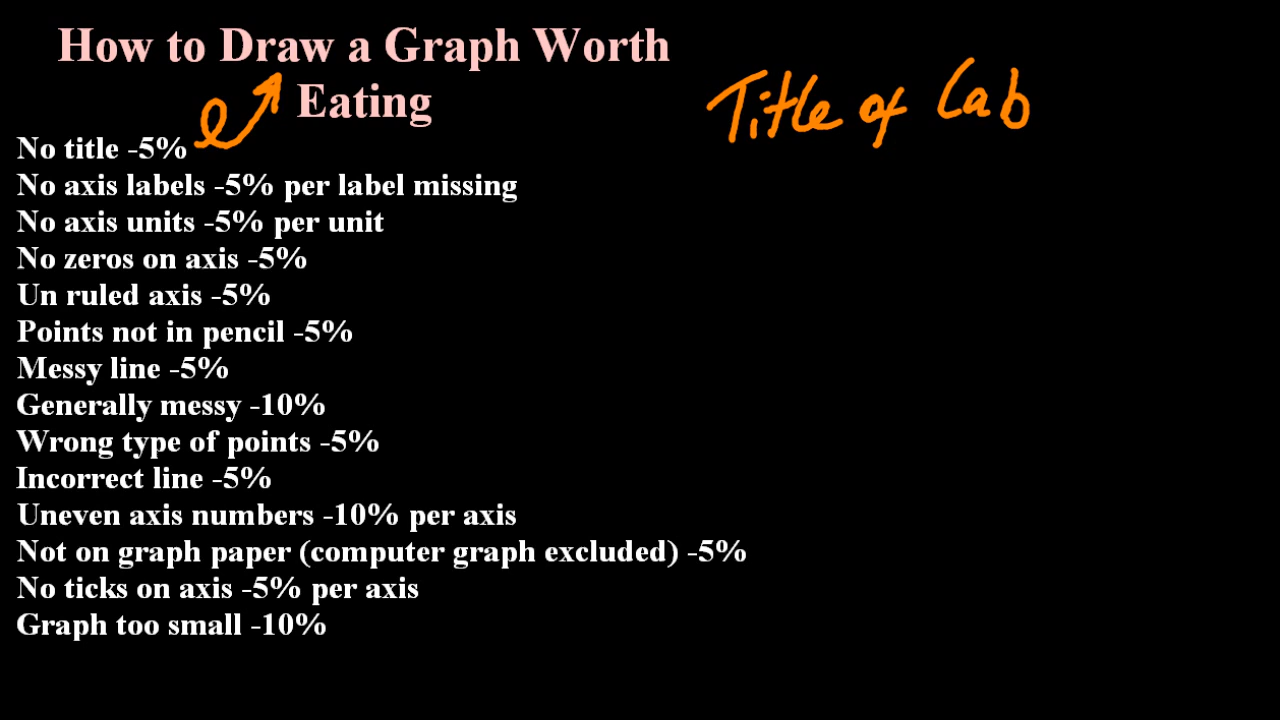 How to Draw a Graph Worth
Eating
Title of Lab
No title -5%
No axis labels -5% per label missing
No axis units -5% per unit
No zeros on axis -5%
Un ruled axis -5%
Points not in pencil -5%
Messy line -5%
Generally messy -10%
Wrong type of points -5%
Incorrect line -5%
Uneven axis numbers -10% per axis
Not on graph paper (computer graph excluded) -5%
No ticks on axis -5% per axis
Graph too small -10%